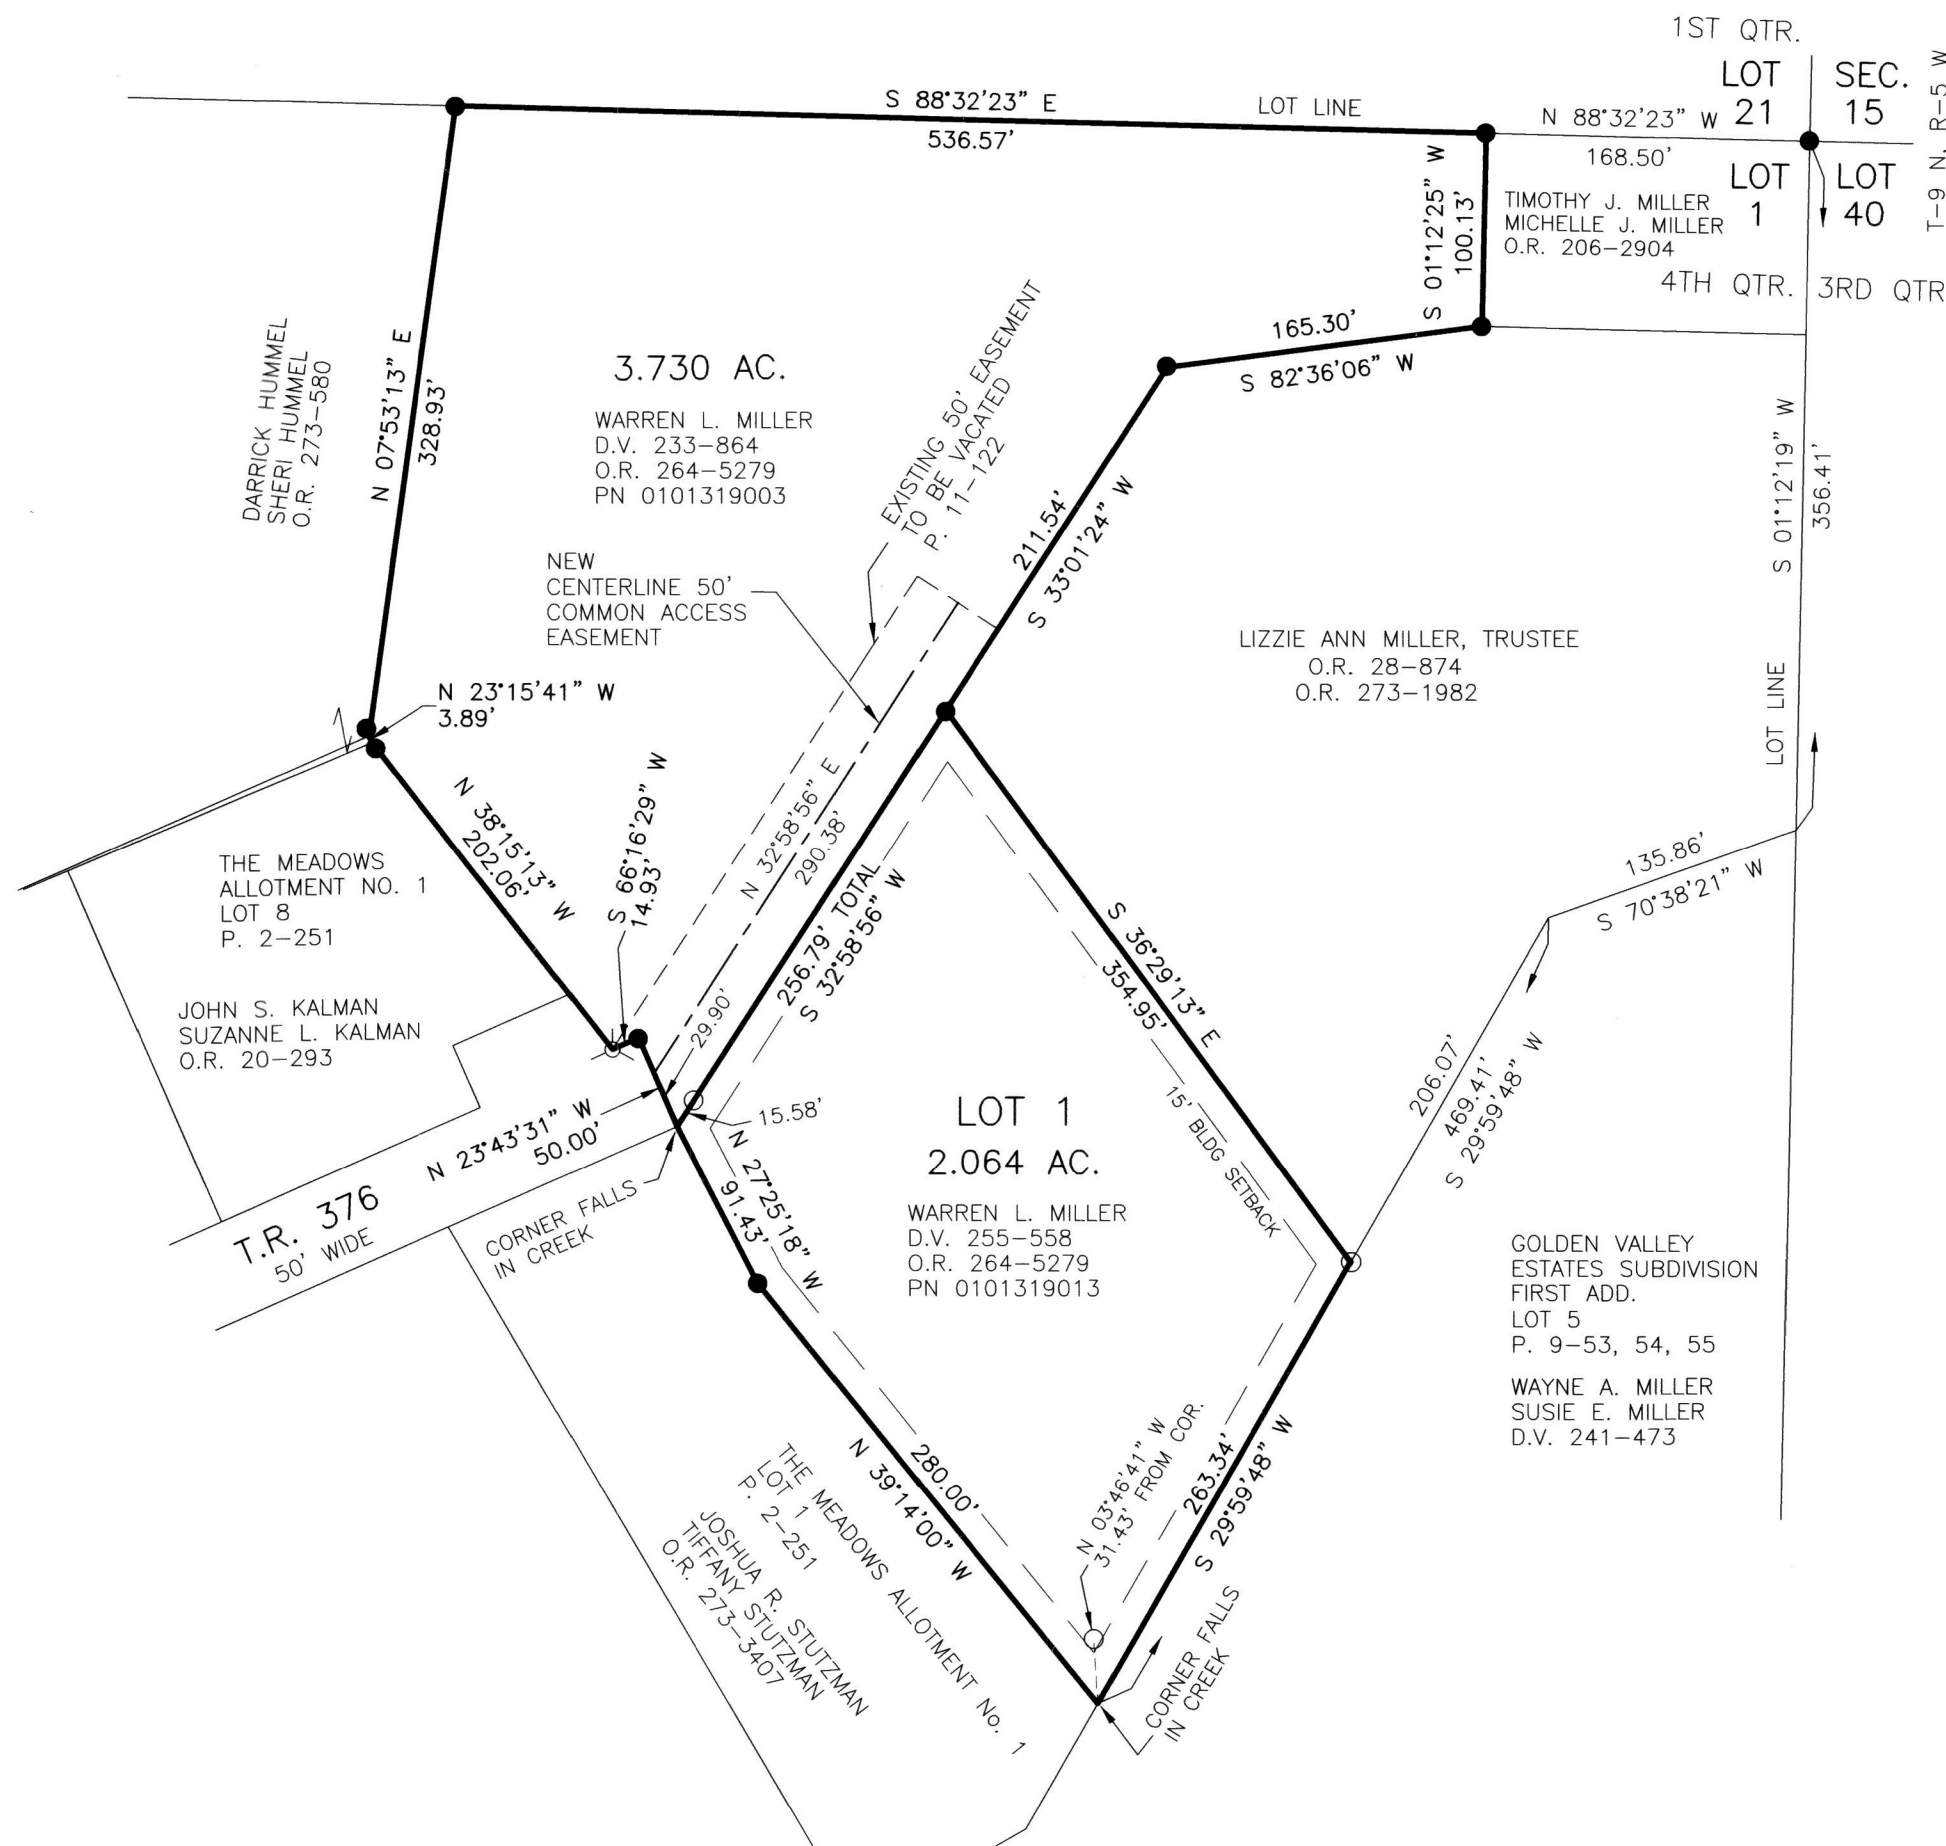 1ST QTR.
LOT
21
SEC.
15
T-9 N, R-5 W
S 88°32'23" E
LOT LINE
536.57'
N 88°32'23" W
168.50'
LOT
1
LOT
40
TIMOTHY J. MILLER
MICHELLE J. MILLER
O.R. 206-2904
4TH QTR.
3RD QTR
S 01°12'25" W
100.13'
165.30'
S 82°36'06" W
DARRICK HUMMEL
SHERI HUMMEL
O.R. 273-580
N 07°53'13" E
328.93'
3.730 AC.
WARREN L. MILLER
D.V. 233-864
O.R. 264-5279
PN 0101319003
EXISTING 50' EASEMENT
TO BE VACATED
P. 11-122
NEW
CENTERLINE 50'
COMMON ACCESS
EASEMENT
211.54'
S 33°01'24" W
S 01°12'19" W
356.41'
LOT LINE
LIZZIE ANN MILLER, TRUSTEE
O.R. 28-874
O.R. 273-1982
N 23°15'41" W
3.89'
N 38°15'13" W
202.06'
S 66°16'29" W
14.93'
N 32°58'56" E
290.38'
256.79' TOTAL
S 32°58'56" W
29.90'
15.58'
THE MEADOWS
ALLOTMENT NO. 1
LOT 8
P. 2-251
JOHN S. KALMAN
SUZANNE L. KALMAN
O.R. 20-293
S 36°29'13" E
354.95'
15' BLDG SETBACK
135.86'
S 70°38'21" W
206.07'
469.41'
S 29°59'48" W
N 23°43'31" W
50.00'
T.R. 376
50' WIDE
CORNER FALLS
IN CREEK
N 27°25'18" W
91.43'
LOT 1
2.064 AC.
WARREN L. MILLER
D.V. 255-558
O.R. 264-5279
PN 0101319013
GOLDEN VALLEY
ESTATES SUBDIVISION
FIRST ADD.
LOT 5
P. 9-53, 54, 55
WAYNE A. MILLER
SUSIE E. MILLER
D.V. 241-473
280.00'
N 39°14'00" W
N 03°46'41" W
31.43' FROM COR.
263.34'
S 29°59'48" W
CORNER FALLS
IN CREEK
THE MEADOWS ALLOTMENT No. 1
LOT 1
P. 2-251
JOSHUA R. STUTZMAN
TIFFANY STUTZMAN
O.R. 273-3407